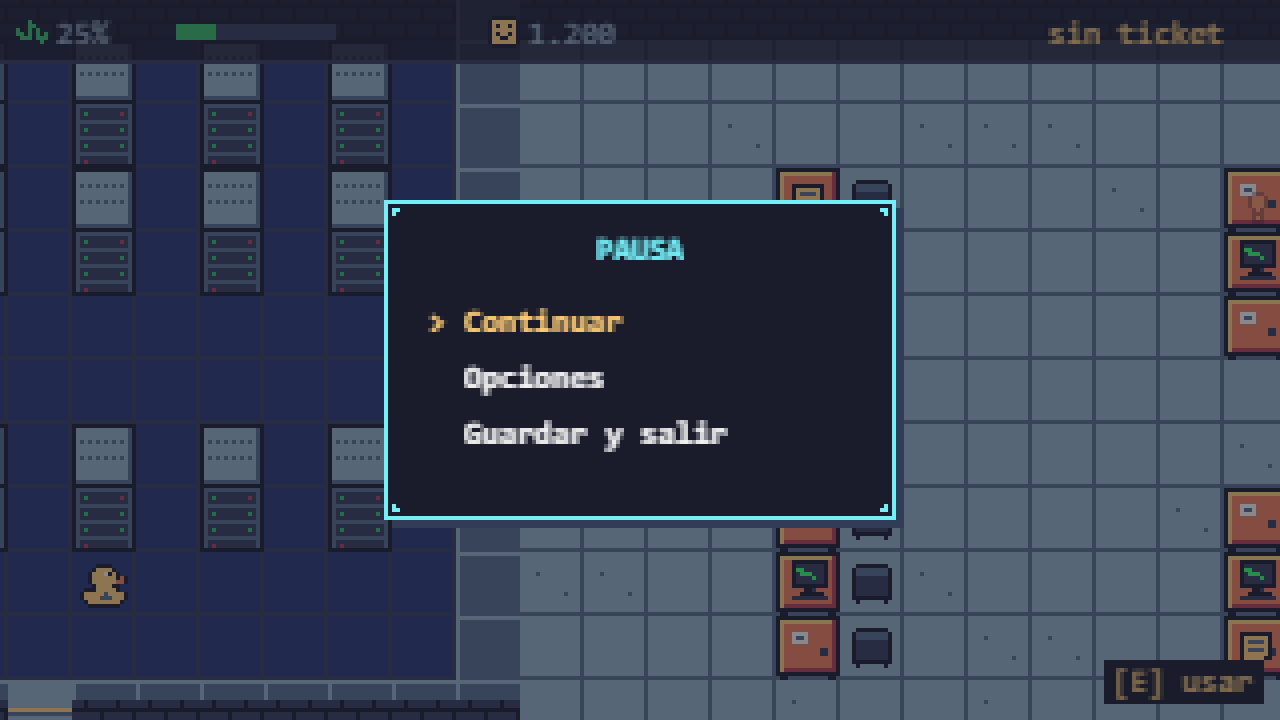 25%
1.200
sin ticket
PAUSA
> Continuar
Opciones
Guardar y salir
[E] usar